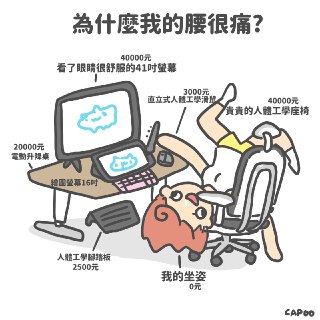 為什麼我的腰很痛?
40000元
看了眼睛很舒服的41吋螢幕
3000元
直立式人體工學滑鼠
40000元
貴貴的人體工學座椅
20000元
電動升降桌
繪圖螢幕16吋
人體工學腳踏板
2500元
我的坐姿
0元
CAPOO